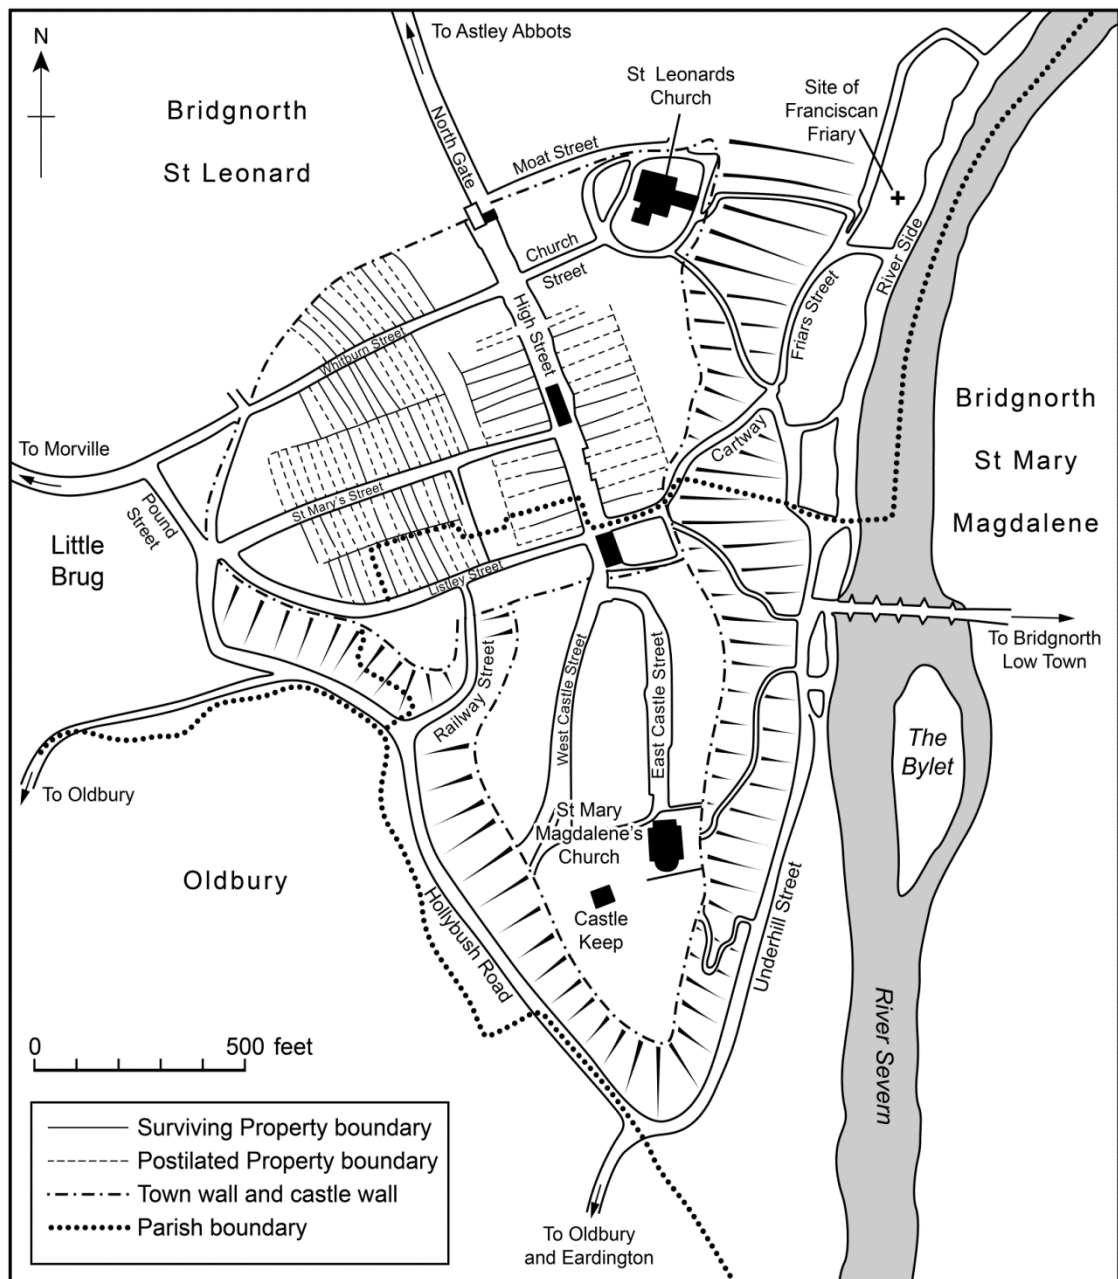 To Astley Abbots
N
St Leonards
Church
Site of
Franciscan
Friary
Bridgnorth
St Leonard
North Gate
Moat Street
Church
Street
River Side
High Street
Friars Street
Whitburn Street
Bridgnorth
St Mary
Magdalene
To Morville
Cartway
Pound
Street
St Mary's Street
Little
Brug
Listley Street
To Bridgnorth
Low Town
Railway Street
West Castle Street
East Castle Street
The
Bylet
To Oldbury
St Mary
Magdalene's
Church
Oldbury
Castle
Keep
Hollybush Road
Underhill Street
River Severn
0 500 feet
Surviving Property boundary
Postilated Property boundary
Town wall and castle wall
Parish boundary
To Oldbury
and Eardington